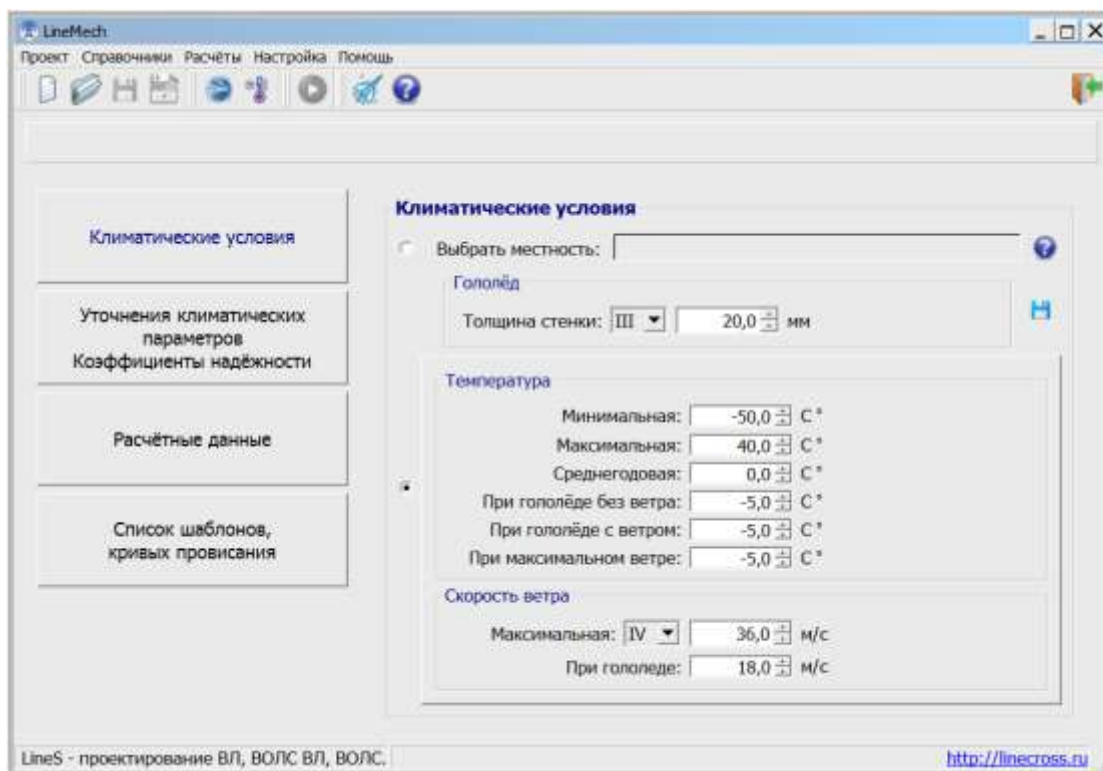 LineMech
Проект Справочники Расчёты Настройка Помощь
Климатические условия
Уточнения климатических
параметров
Коэффициенты надёжности
Расчётные данные
Список шаблонов,
кривых провисания
Климатические условия
Выбрать местность:
Гололёд
Толщина стенки: III 20,0 мм
Температура
Минимальная: -50,0 C °
Максимальная: 40,0 C °
Среднегодовая: 0,0 C °
При гололёде без ветра: -5,0 C °
При гололёде с ветром: -5,0 C °
При максимальном ветре: -5,0 C °
Скорость ветра
Максимальная: IV 36,0 м/с
При гололеде: 18,0 м/с
LineS - проектирование ВЛ, ВОЛС ВЛ, ВОЛС. http://linecross.ru